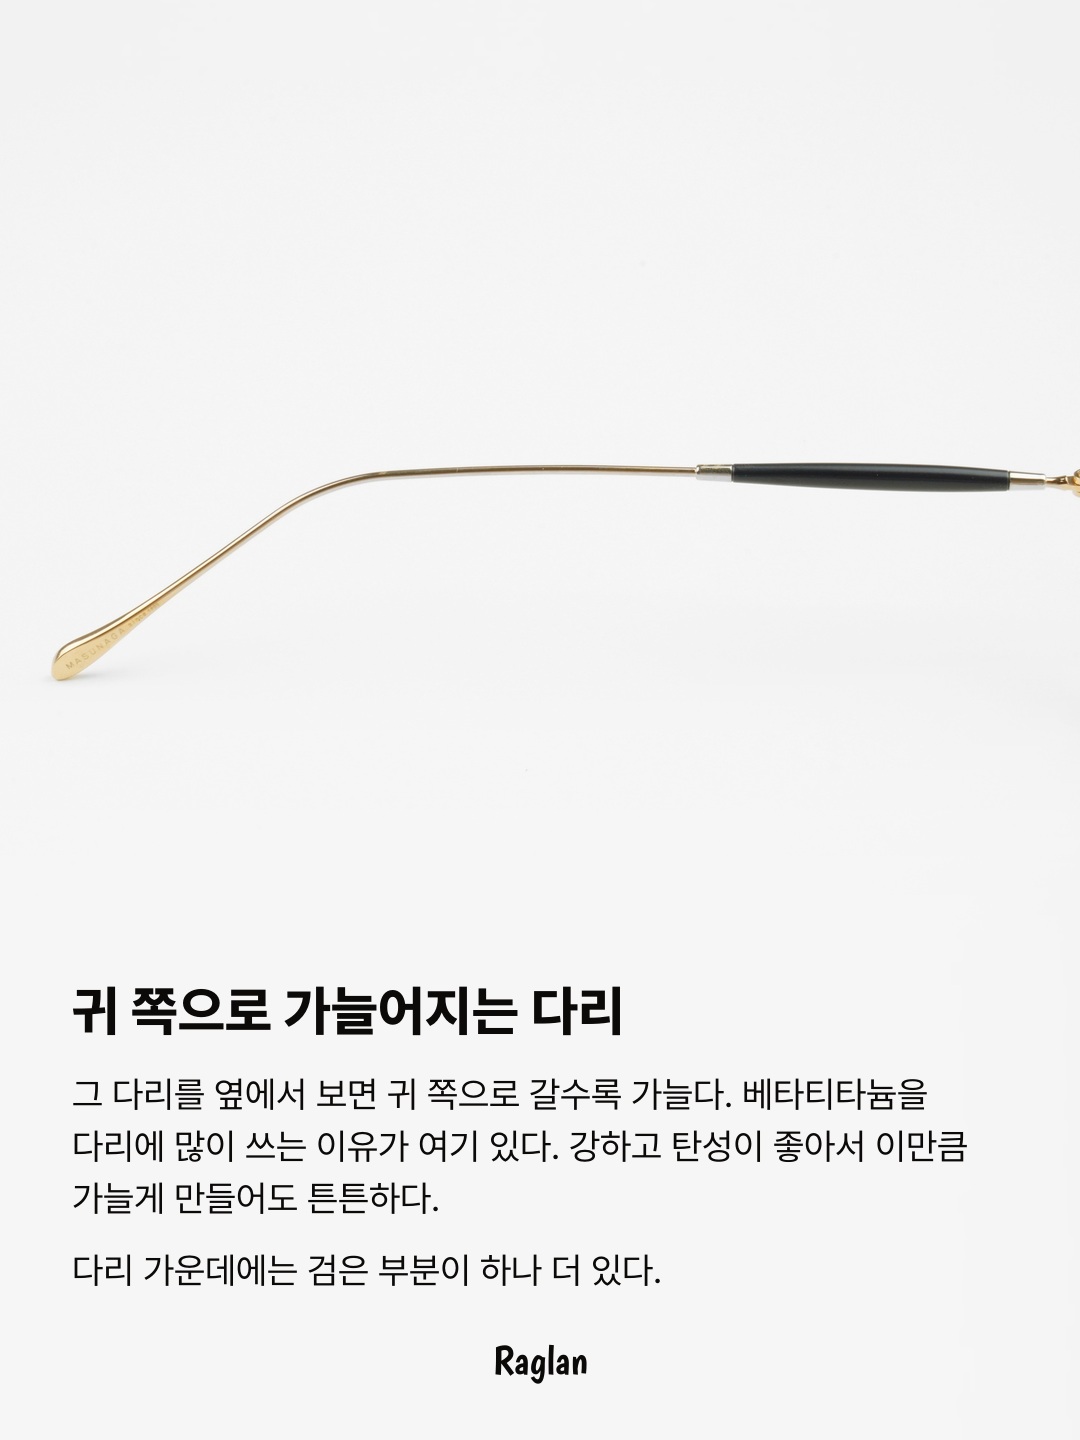 MASUNADA
귀 쪽으로 가늘어지는 다리
그 다리를 옆에서 보면 귀 쪽으로 갈수록 가늘다. 베타티타늄을
다리에 많이 쓰는 이유가 여기 있다. 강하고 탄성이 좋아서 이만큼
가늘게 만들어도 튼튼하다.
다리 가운데에는 검은 부분이 하나 더 있다.
Raglan